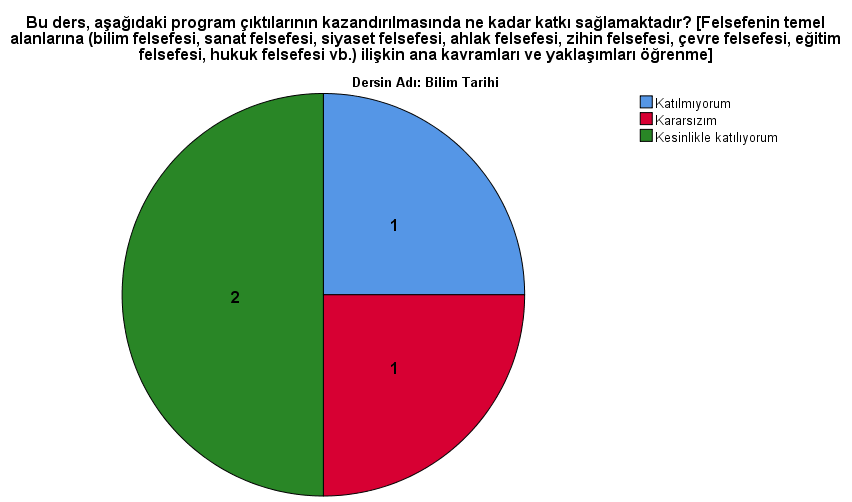 Bu ders, aşağıdaki program çıktılarının kazandırılmasında ne kadar katkı sağlamaktadır? [Felsefenin temel
alanlarına (bilim felsefesi, sanat felsefesi, siyaset felsefesi, ahlak felsefesi, zihin felsefesi, çevre felsefesi, eğitim
felsefesi, hukuk felsefesi vb.) ilişkin ana kavramları ve yaklaşımları öğrenme]
Dersin Adı: Bilim Tarihi
Katılmıyorum
Kararsızım
Kesinlikle katılıyorum
1
2
1